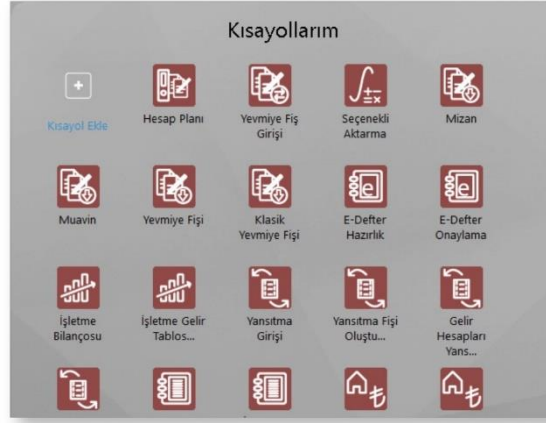 Kısayollarım
Kısayol Ekle
Hesap Planı
Yevmiye Fiş
Girişi
Seçenekli
Aktarma
Mizan
Muavin
Yevmiye Fişi
Klasik
Yevmiye Fişi
E-Defter
Hazırlık
E-Defter
Onaylama
İşletme
Bilançosu
İşletme Gelir
Tablos...
Yansıtma
Girişi
Yansıtma Fişi
Oluştu...
Gelir
Hesapları
Yans...